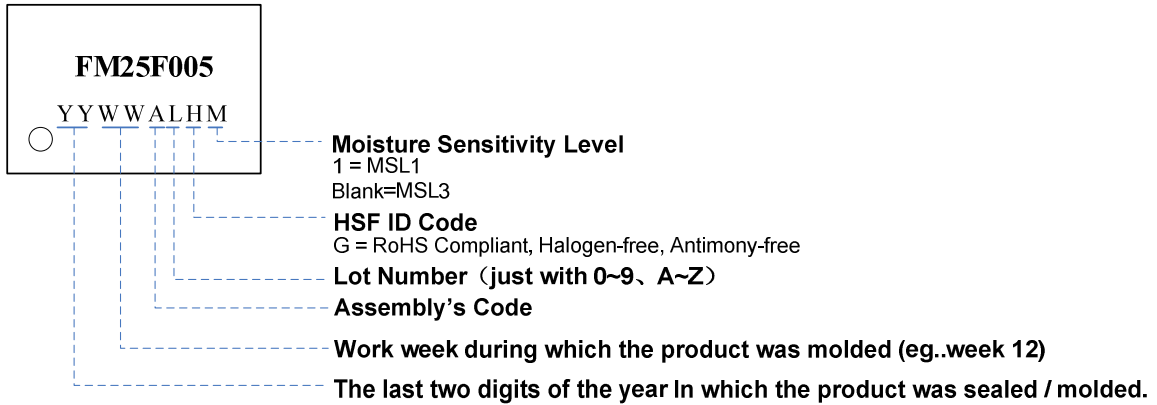 FM25F005
YYWWALHM
Moisture Sensitivity Level
1 = MSL1
Blank=MSL3
HSF ID Code
G = RoHS Compliant, Halogen-free, Antimony-free
Lot Number（just with 0~9、A~Z）
Assembly's Code
Work week during which the product was molded (eg..week 12)
The last two digits of the year In which the product was sealed / molded.